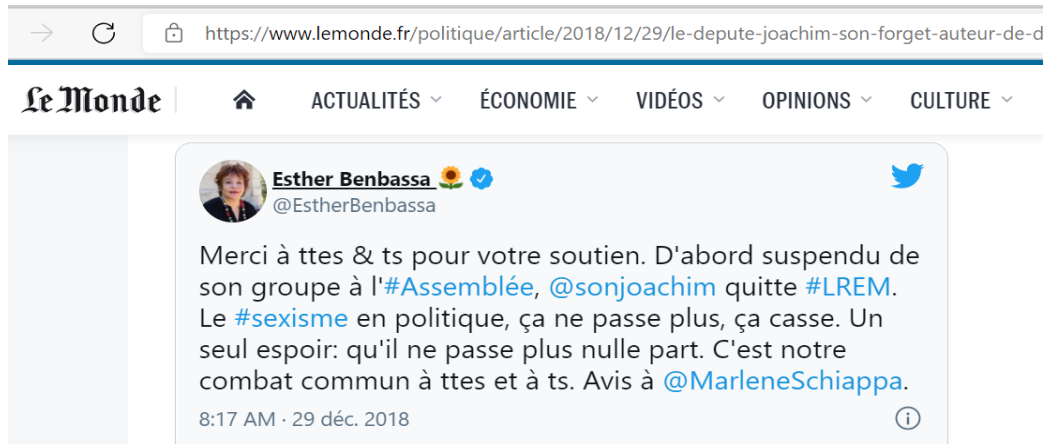 https://www.lemonde.fr/politique/article/2018/12/29/le-depute-joachim-son-forget-auteur-de-d
Le Monde
ACTUALITÉS
ÉCONOMIE
VIDÉOS
OPINIONS
CULTURE
Esther Benbassa 🌻
@EstherBenbassa
Merci à ttes & ts pour votre soutien. D'abord suspendu de
son groupe à l'#Assemblée, @sonjoachim quitte #LREM.
Le #sexisme en politique, ça ne passe plus, ça casse. Un
seul espoir: qu'il ne passe plus nulle part. C'est notre
combat commun à ttes et à ts. Avis à @MarleneSchiappa.
8:17 AM · 29 déc. 2018